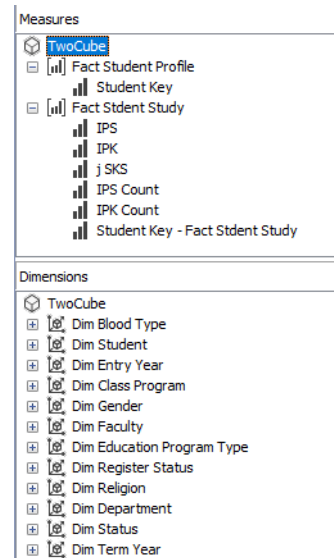 Measures
TwoCube
Fact Student Profile
Student Key
Fact Stdent Study
IPS
IPK
j SKS
IPS Count
IPK Count
Student Key - Fact Stdent Study
Dimensions
TwoCube
Dim Blood Type
Dim Student
Dim Entry Year
Dim Class Program
Dim Gender
Dim Faculty
Dim Education Program Type
Dim Register Status
Dim Religion
Dim Department
Dim Status
Dim Term Year